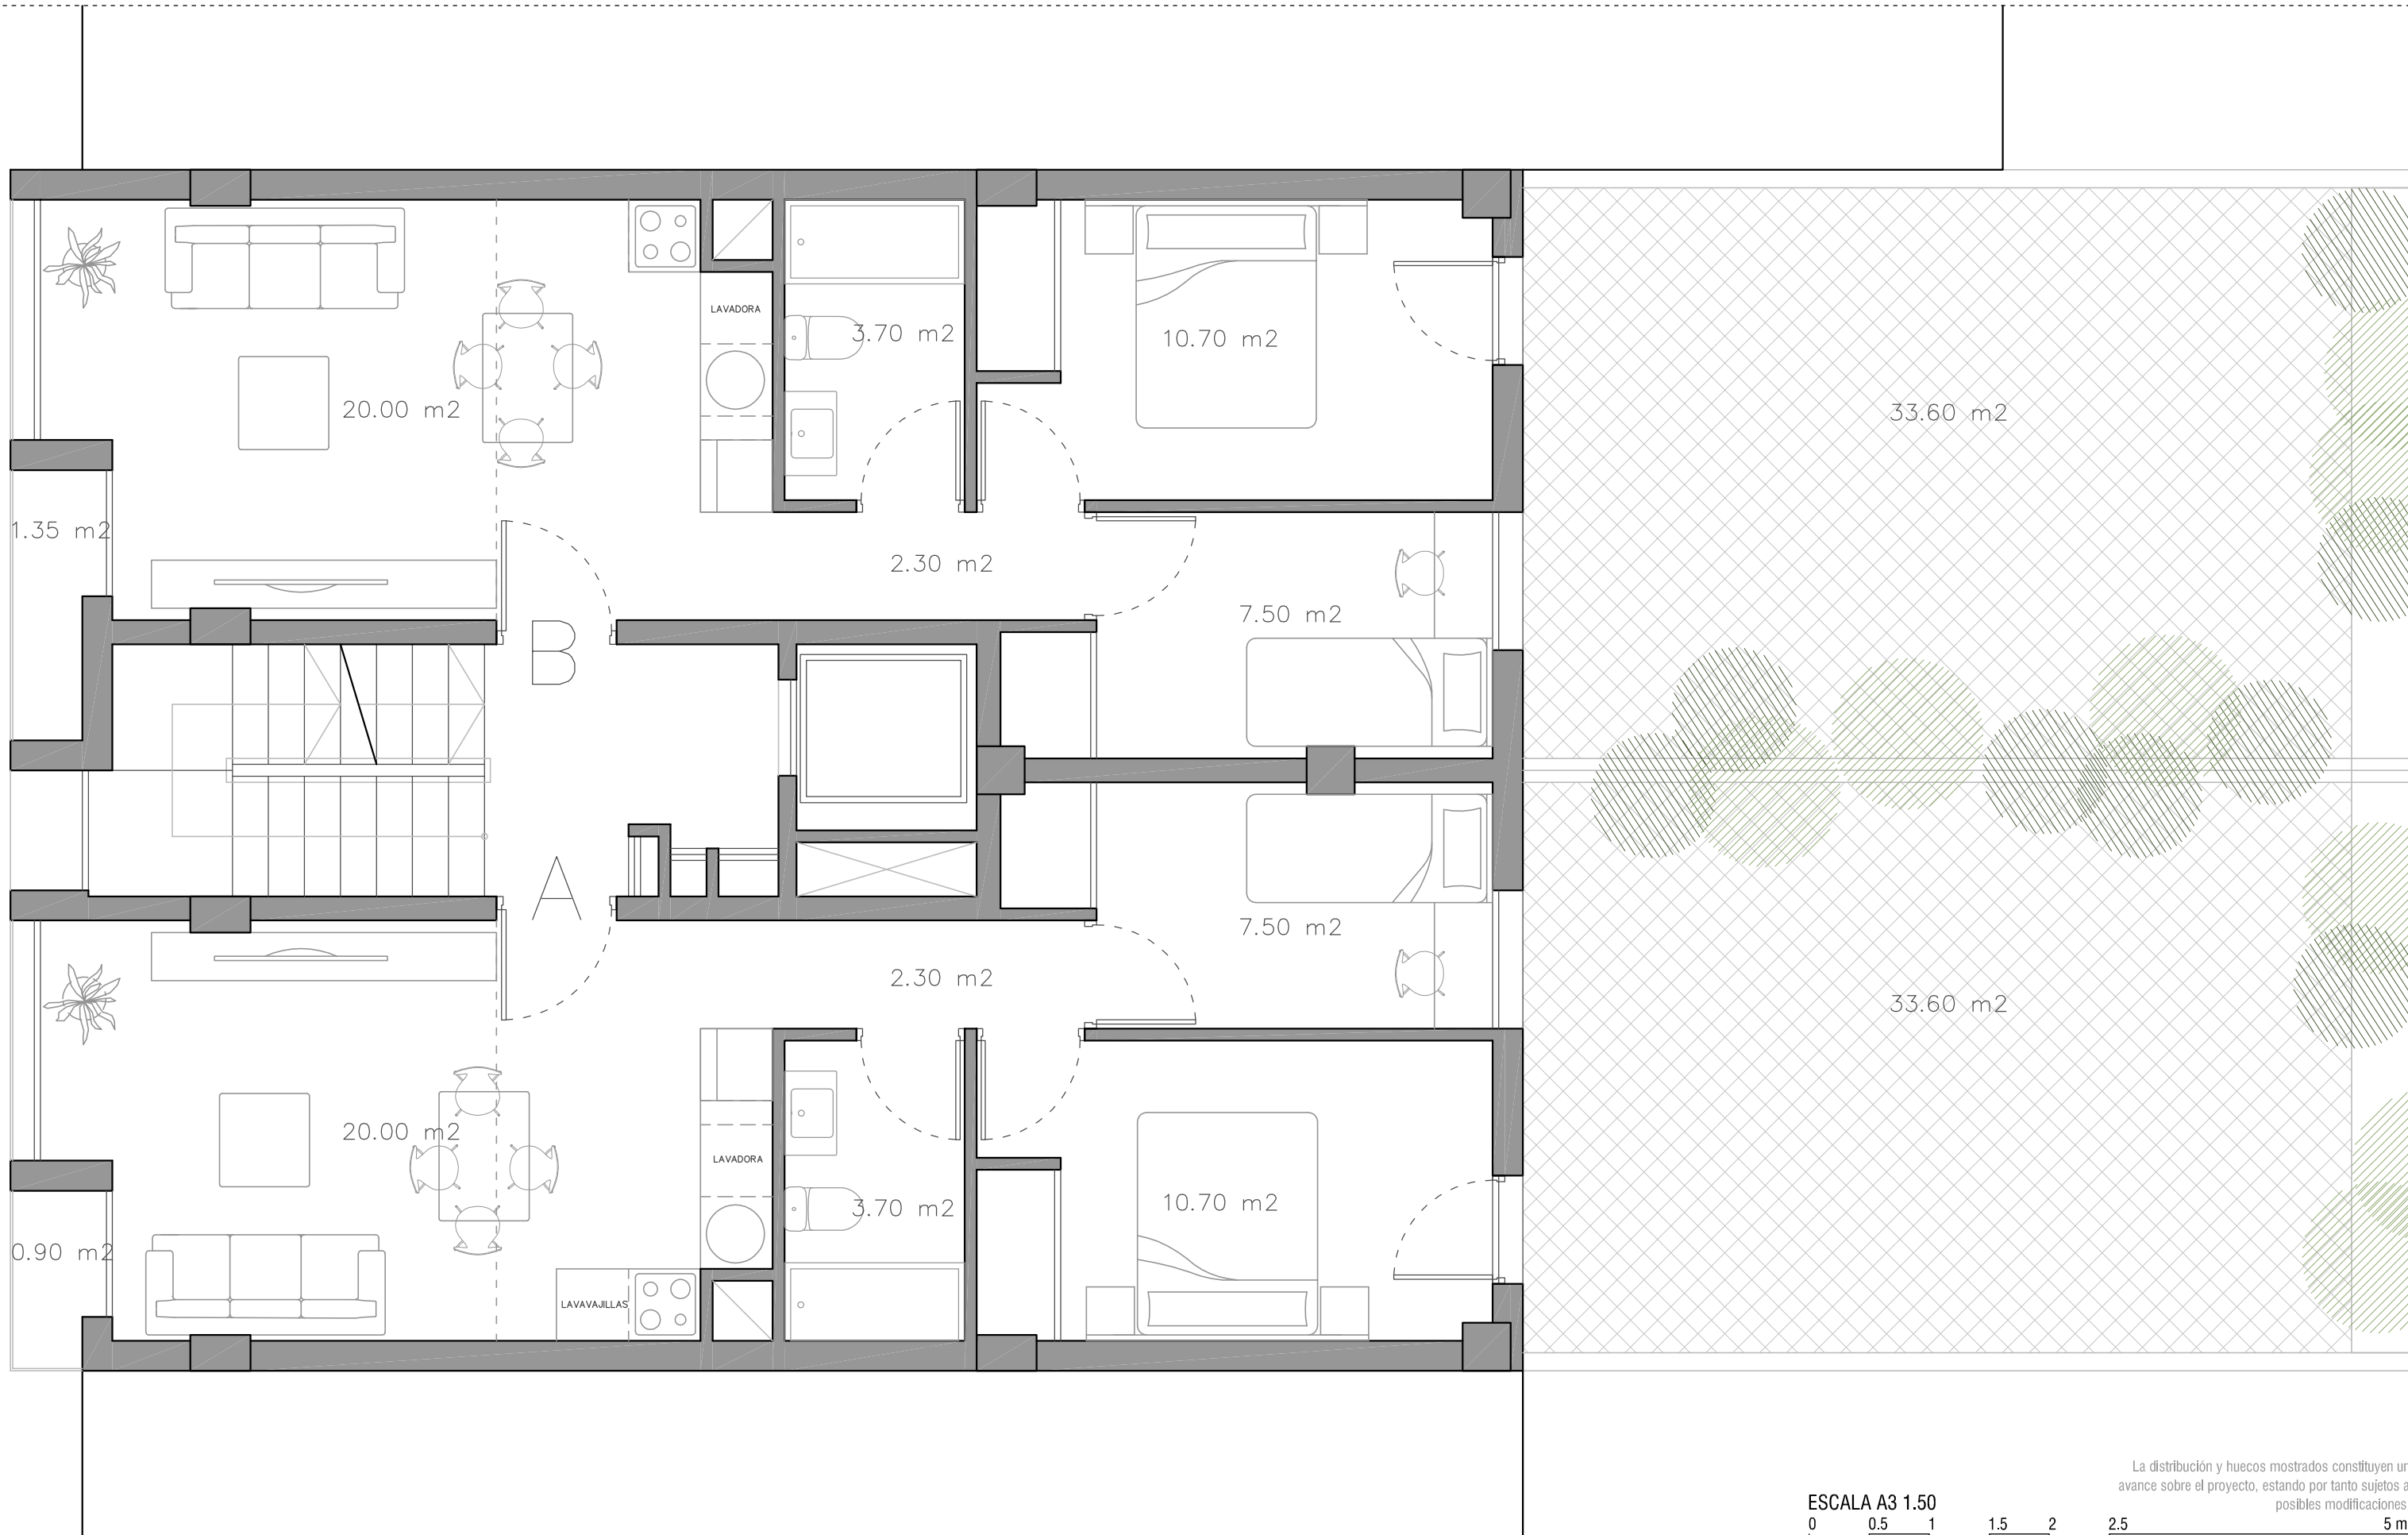 LAVADORA
3.70 m2
10.70 m2
20.00 m2
33.60 m2
1.35 m2
2.30 m2
7.50 m2
B
A
7.50 m2
2.30 m2
33.60 m2
20.00 m2
LAVADORA
3.70 m2
10.70 m2
0.90 m2
LAVAVAJILLAS
La distribución y huecos mostrados constituyen un
avance sobre el proyecto, estando por tanto sujetos a
posibles modificaciones
ESCALA A3 1.50
0 0.5 1 1.5 2 2.5 5 m